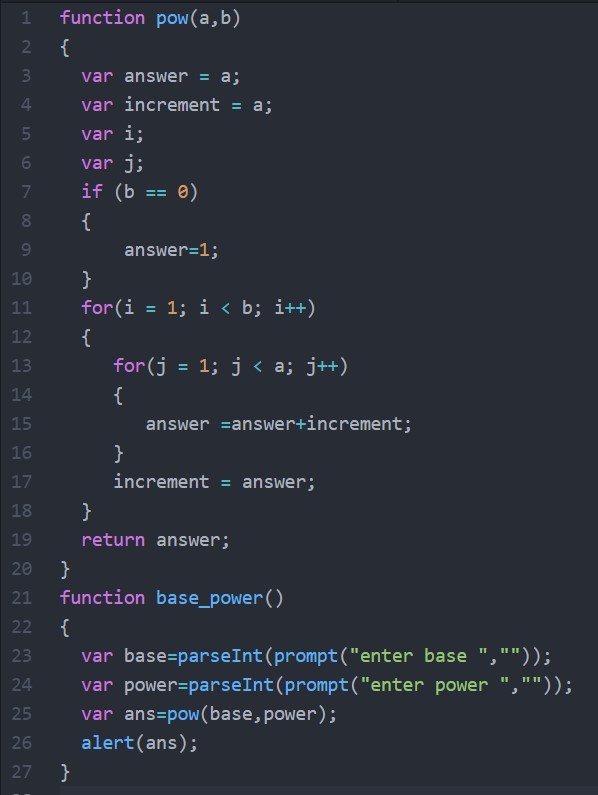 1 function pow(a,b)
2 {
3 var answer = a;
4 var increment = a;
5 var i;
6 var j;
7 if (b == 0)
8 {
9 answer=1;
10 }
11 for(i = 1; i < b; i++)
12 {
13 for(j = 1; j < a; j++)
14 {
15 answer =answer+increment;
16 }
17 increment = answer;
18 }
19 return answer;
20 }
21 function base_power()
22 {
23 var base=parseInt(prompt("enter base ",""));
24 var power=parseInt(prompt("enter power ",""));
25 var ans=pow(base,power);
26 alert(ans);
27 }